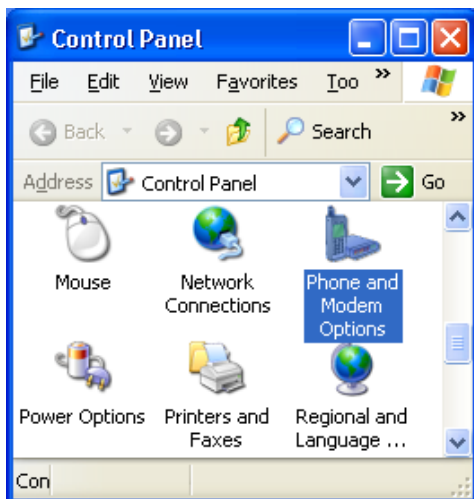 Control Panel
File Edit View Favorites Too »
Back Search »
Address Control Panel Go
Mouse Network Connections Phone and Modem Options
Power Options Printers and Faxes Regional and Language ...
Con